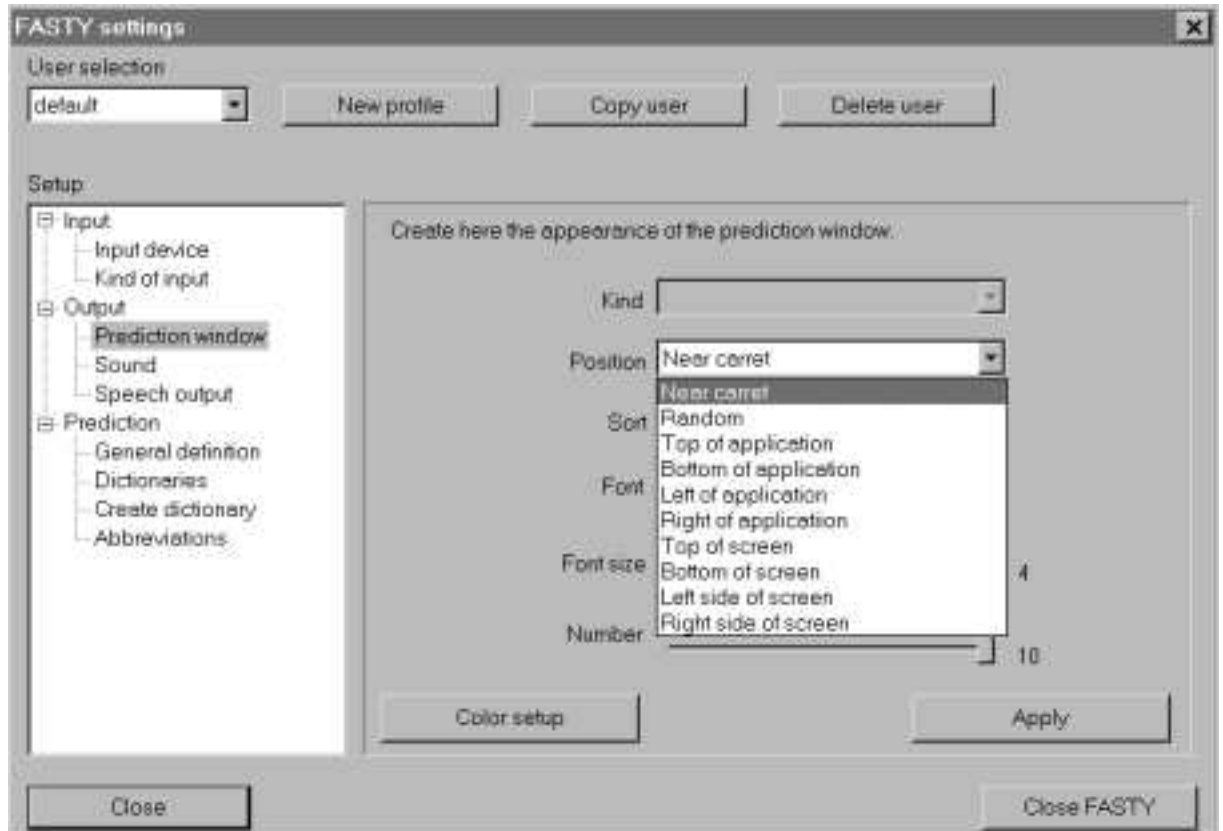 FASTY settings
User selection
default
New profile
Copy user
Delete user
Setup
Input
Input device
Kind of input
Output
Prediction window
Sound
Speech output
Prediction
General definition
Dictionaries
Create dictionary
Abbreviations
Create here the appearance of the prediction window.
Kind
Position Near carret
Near carret
Sort Random
Top of application
Bottom of application
Font Left of application
Right of applicatiion
Top of screen
Font size Bottom of screen 4
Left side of screen
Number Right side of screen
10
Color setup
Apply
Close
Close FASTY